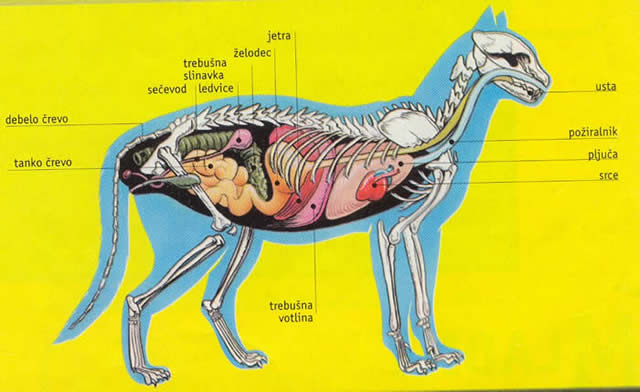 jetra
želodec
trebušna
slinavka
sečevod
ledvice
debelo črevo
tanko črevo
usta
požiralnik
pljuča
srce
trebušna
votlina